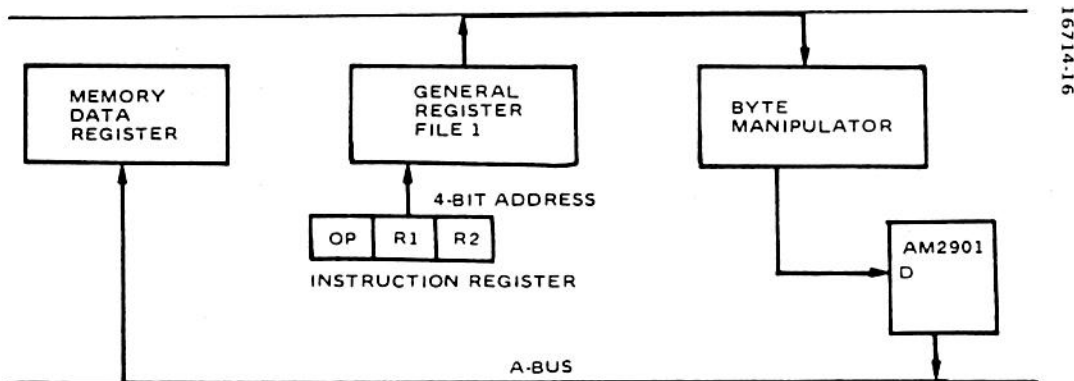 16714-16
MEMORY
DATA
REGISTER
GENERAL
REGISTER
FILE 1
BYTE
MANIPULATOR
4-BIT ADDRESS
OP R1 R2
INSTRUCTION REGISTER
AM2901
D
A-BUS